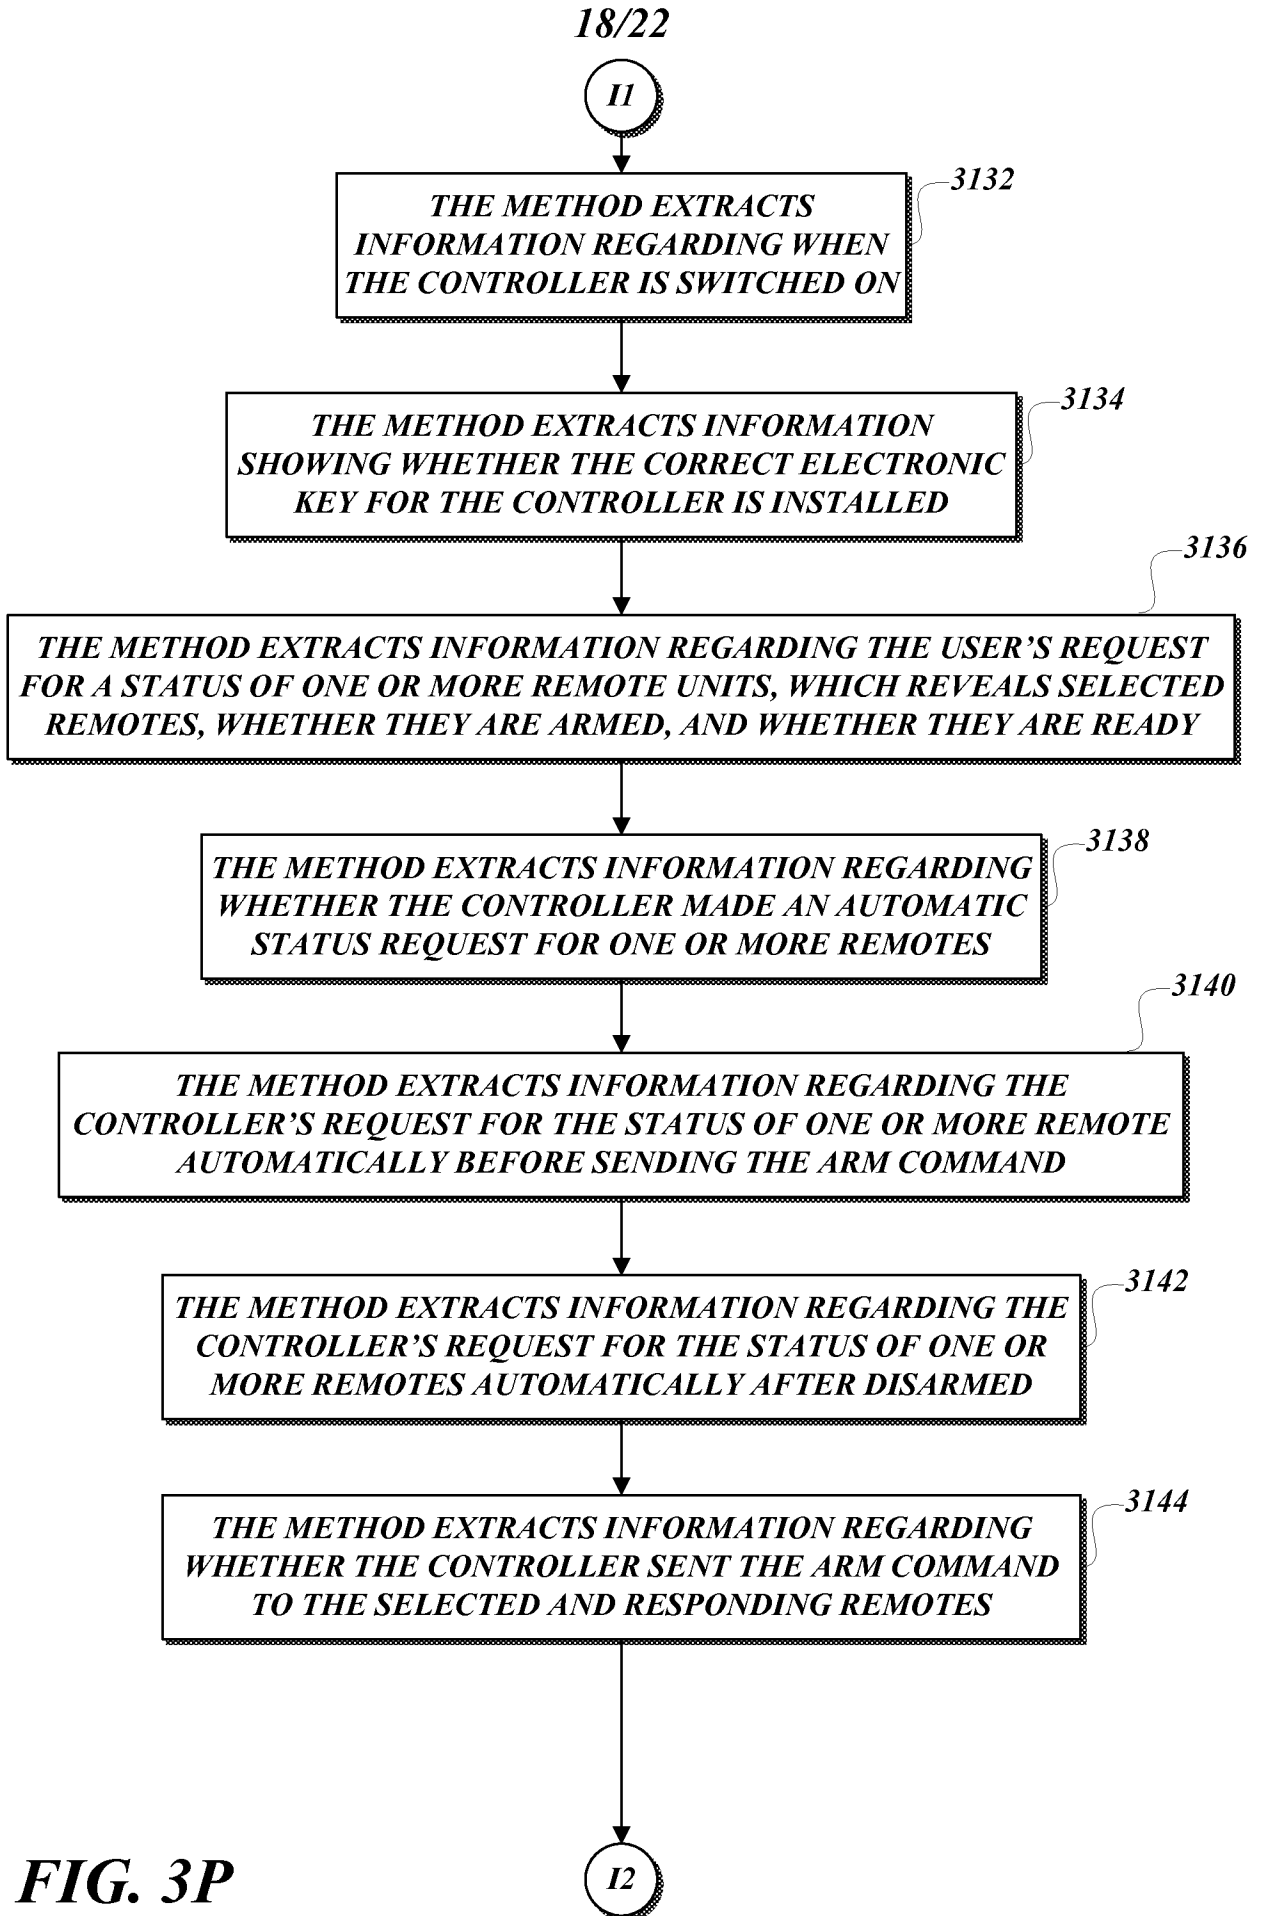 18/22
I1
3132
THE METHOD EXTRACTS
INFORMATION REGARDING WHEN
THE CONTROLLER IS SWITCHED ON
3134
THE METHOD EXTRACTS INFORMATION
SHOWING WHETHER THE CORRECT ELECTRONIC
KEY FOR THE CONTROLLER IS INSTALLED
3136
THE METHOD EXTRACTS INFORMATION REGARDING THE USER’S REQUEST
FOR A STATUS OF ONE OR MORE REMOTE UNITS, WHICH REVEALS SELECTED
REMOTES, WHETHER THEY ARE ARMED, AND WHETHER THEY ARE READY
3138
THE METHOD EXTRACTS INFORMATION REGARDING
WHETHER THE CONTROLLER MADE AN AUTOMATIC
STATUS REQUEST FOR ONE OR MORE REMOTES
3140
THE METHOD EXTRACTS INFORMATION REGARDING THE
CONTROLLER’S REQUEST FOR THE STATUS OF ONE OR MORE REMOTE
AUTOMATICALLY BEFORE SENDING THE ARM COMMAND
3142
THE METHOD EXTRACTS INFORMATION REGARDING THE
CONTROLLER’S REQUEST FOR THE STATUS OF ONE OR
MORE REMOTES AUTOMATICALLY AFTER DISARMED
3144
THE METHOD EXTRACTS INFORMATION REGARDING
WHETHER THE CONTROLLER SENT THE ARM COMMAND
TO THE SELECTED AND RESPONDING REMOTES
I2
FIG. 3P